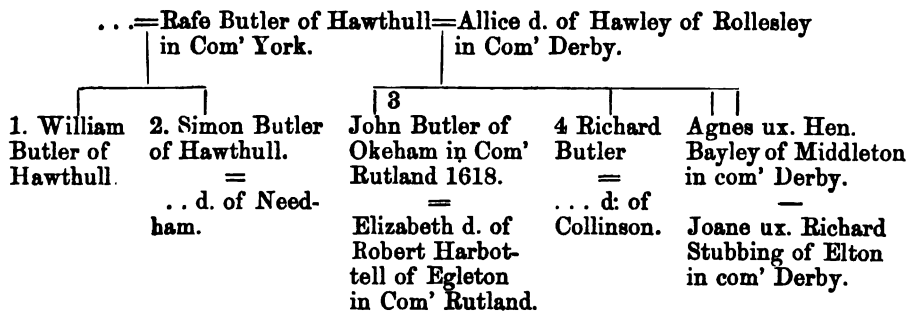 ...=Rafe Butler of Hawthull=Allice d. of Hawley of Rollesley
in Com' York.
in Com' Derby.
1. William
Butler of
Hawthull.
2. Simon Butler
of Hawthull.
=
.. d. of Need-
ham.
3
John Butler of
Okeham in Com'
Rutland 1618.
=
Elizabeth d. of
Robert Harbot-
tell of Egleton
in Com' Rutland.
4 Richard
Butler
=
... d: of
Collinson.
Agnes ux. Hen.
Bayley of Middleton
in com' Derby.
—
Joane ux. Richard
Stubbing of Elton
in com' Derby.